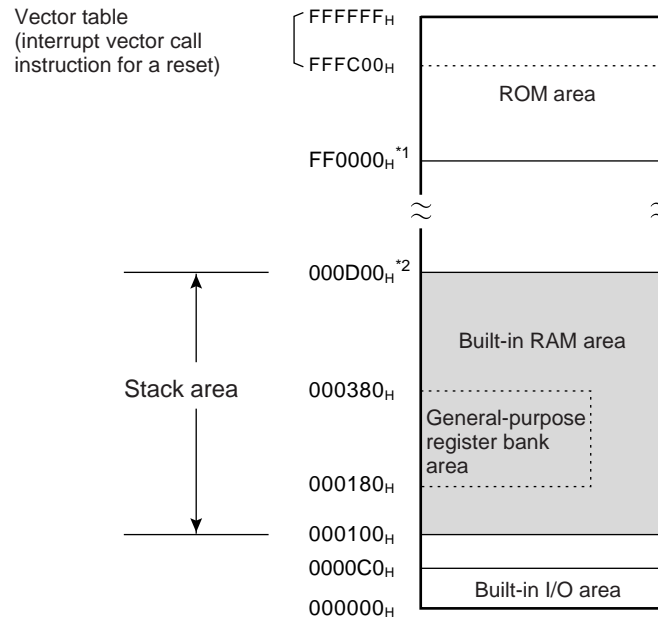 Vector table
(interrupt vector call
instruction for a reset)
FFFFFFH
FFFC00H
ROM area
FF0000H*1
000D00H*2
Built-in RAM area
Stack area
000380H
General-purpose
register bank
area
000180H
000100H
0000C0H
Built-in I/O area
000000H